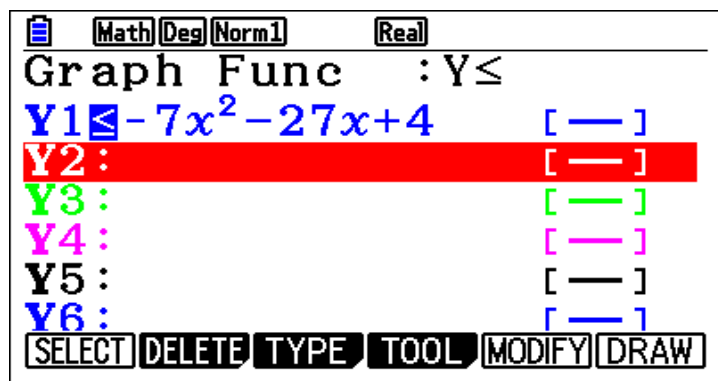 Math Deg Norm1 Real
Graph Func :Y≤
Y1≤-7x²-27x+4 [—]
Y2: [—]
Y3: [—]
Y4: [—]
Y5: [—]
Y6: [—]
SELECT DELETE TYPE TOOL MODIFY DRAW